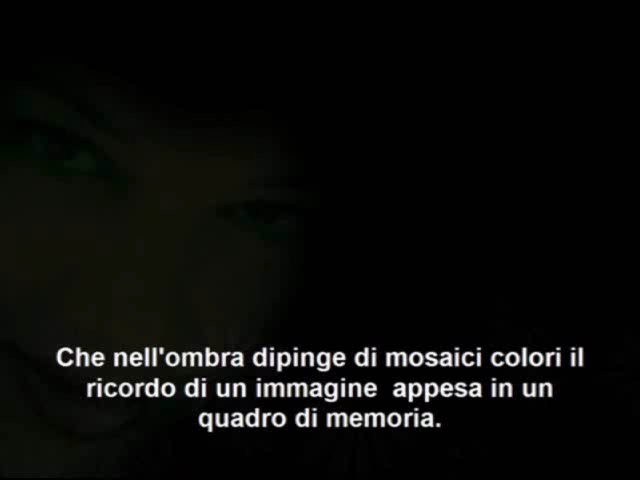 Che nell'ombra dipinge di mosaici colori il
ricordo di un immagine  appesa in un
quadro di memoria.